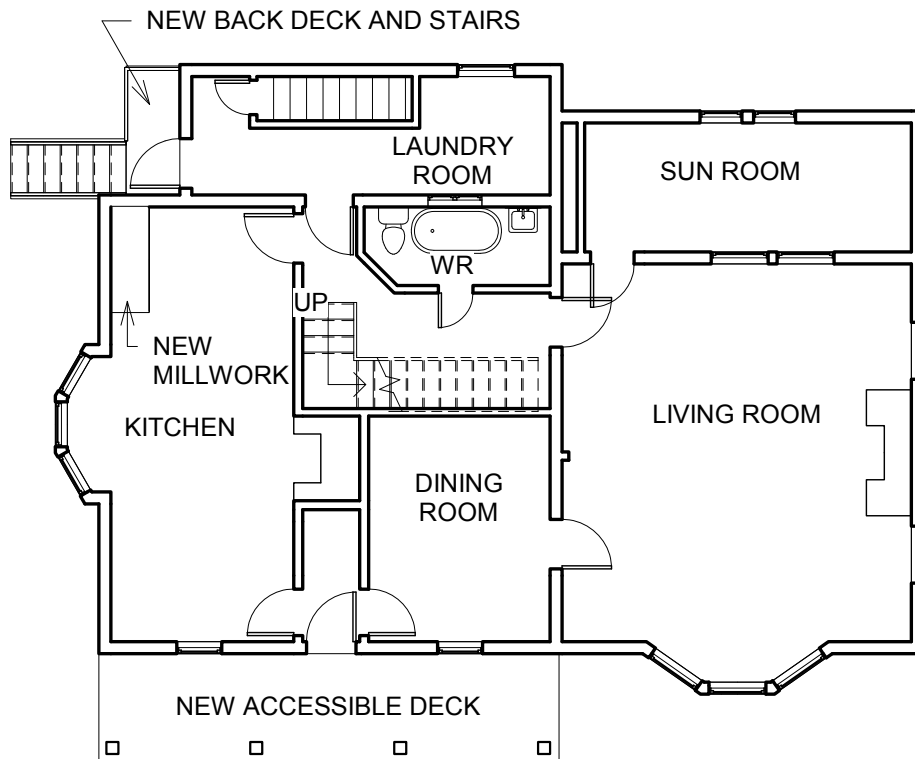 NEW BACK DECK AND STAIRS
LAUNDRY
ROOM
SUN ROOM
WR
UP
NEW
MILLWORK
KITCHEN
LIVING ROOM
DINING
ROOM
NEW ACCESSIBLE DECK